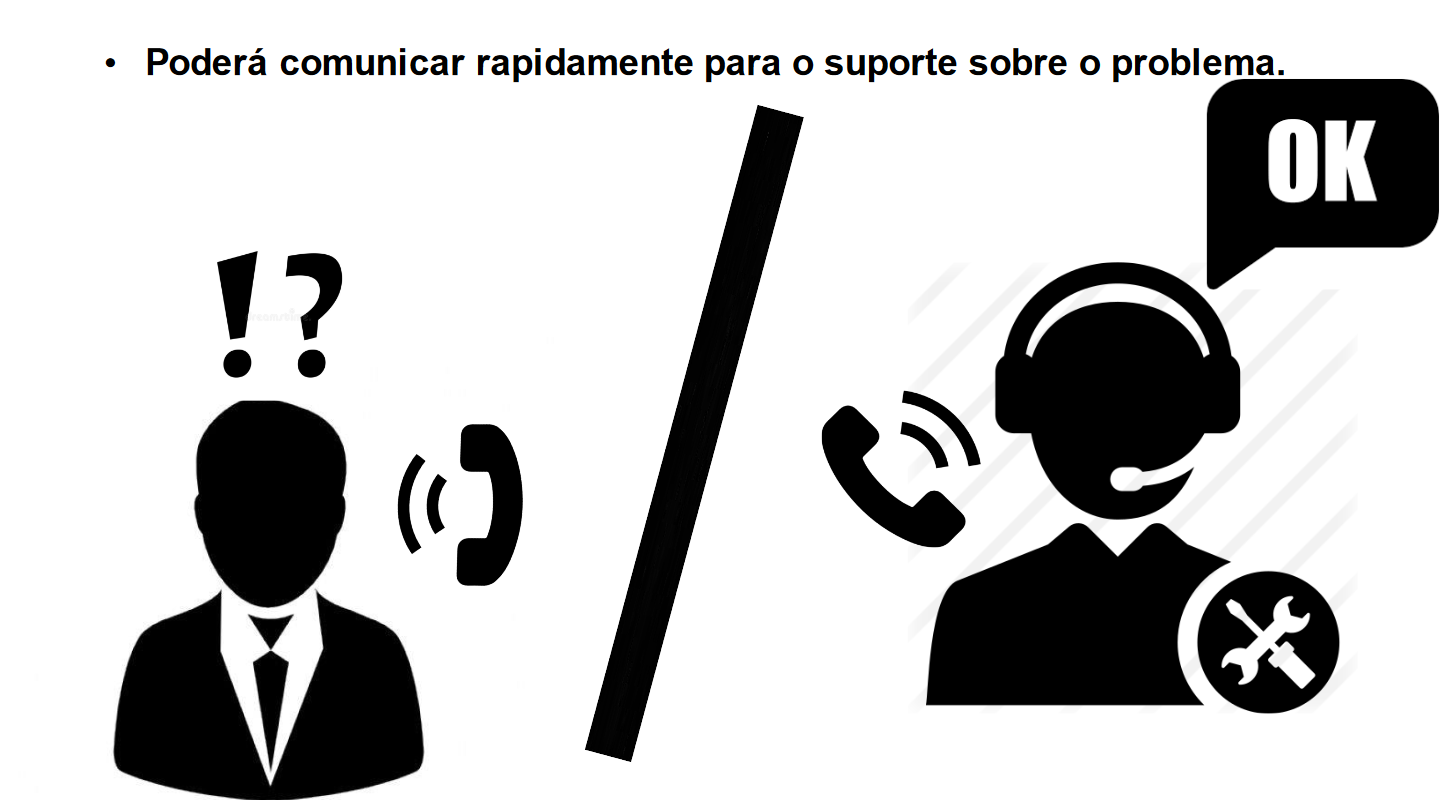 • Poderá comunicar rapidamente para o suporte sobre o problema.
OK
!?